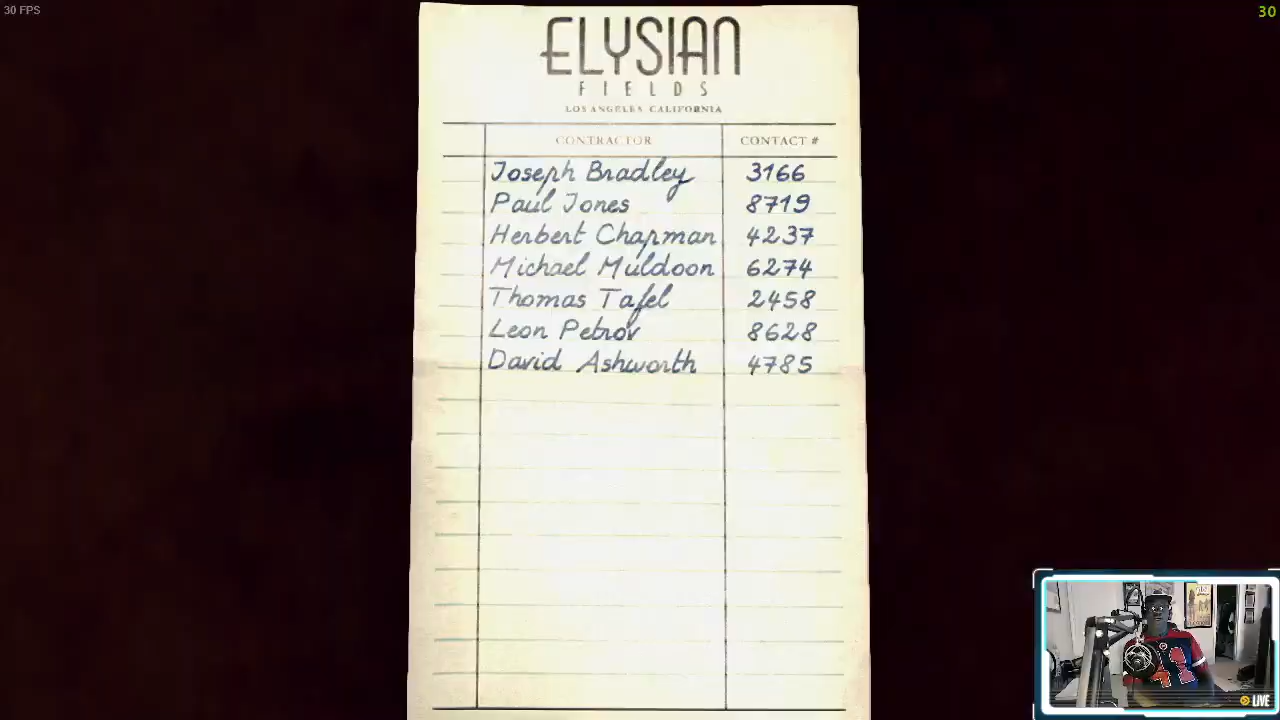 30 FPS
30
ELYSIAN
FIELDS
LOS ANGELES, CALIFORNIA
CONTRACTOR CONTACT #
Joseph Bradley 3166
Paul Jones 8719
Herbert Chapman 4237
Michael Muldoon 6274
Thomas Tafel 2458
Leon Petrov 8628
David Ashworth 4785
LIVE